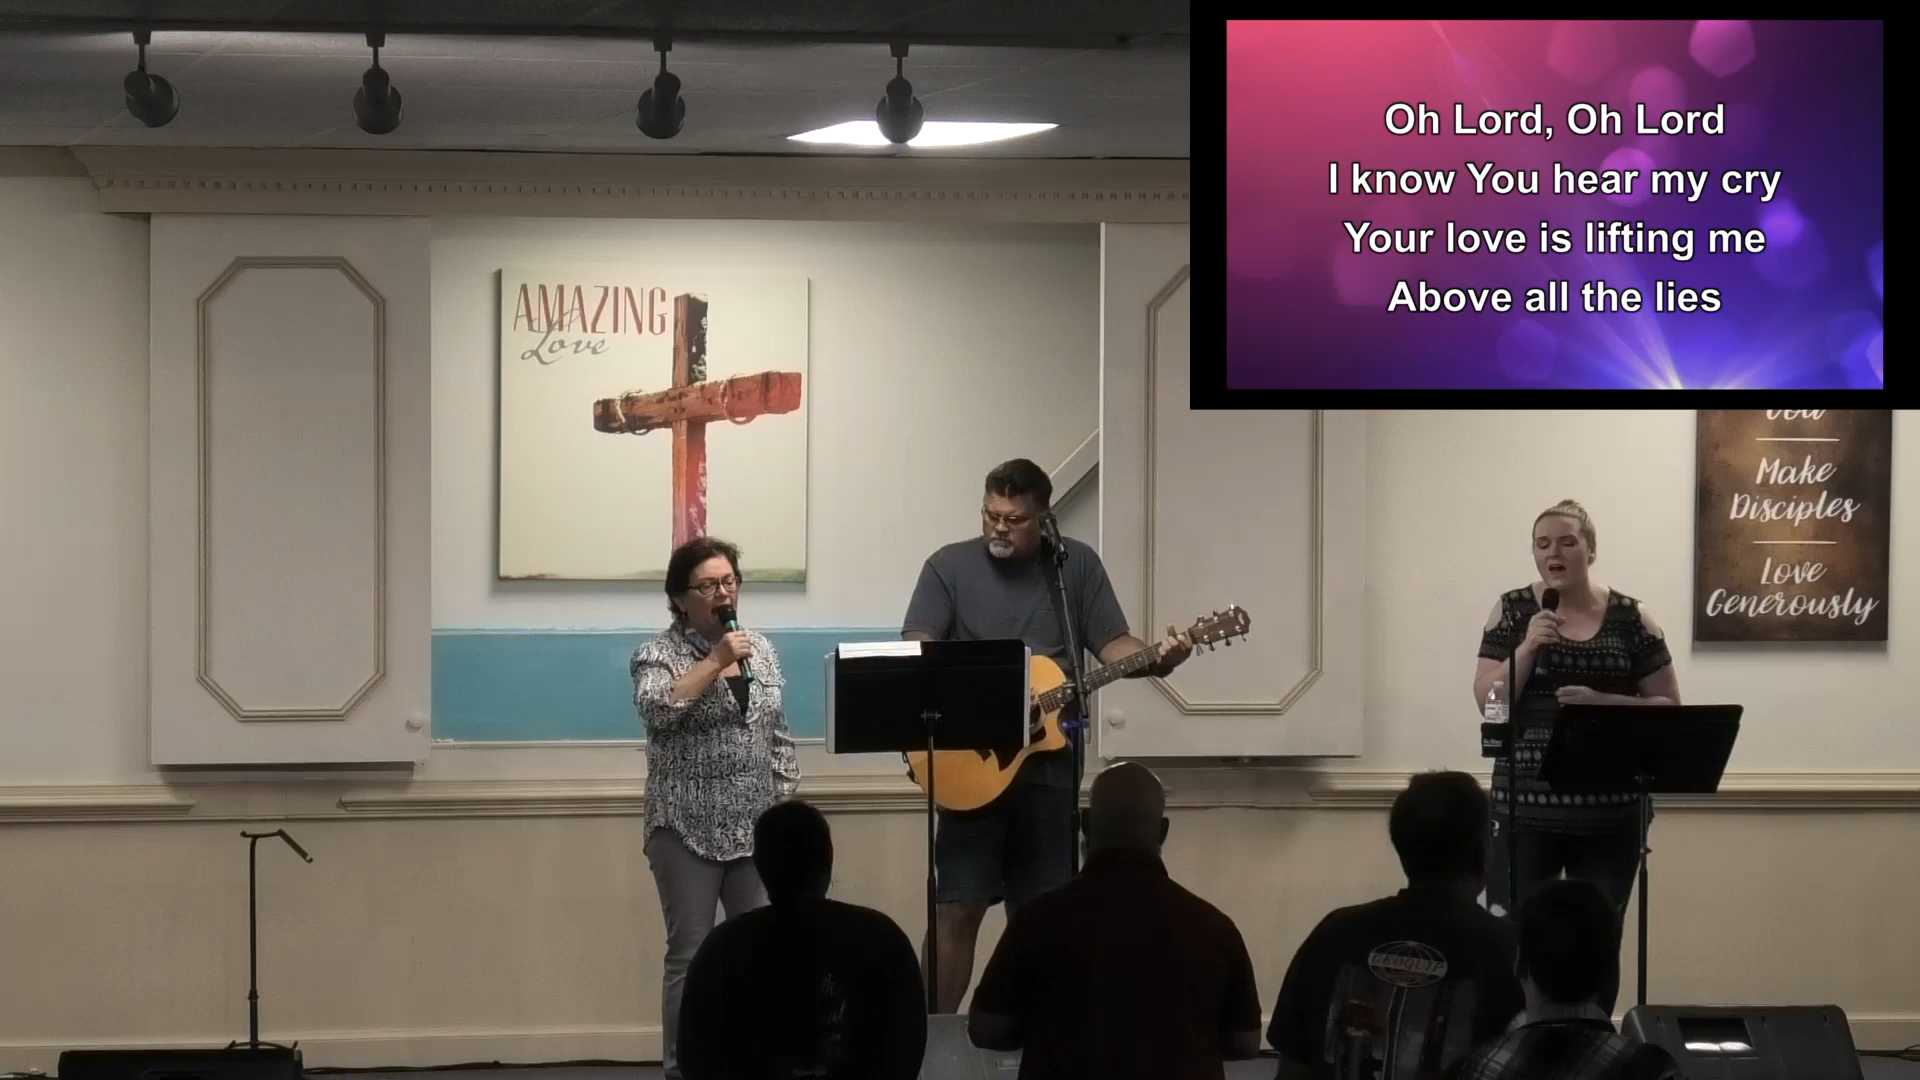 Oh Lord, Oh Lord
I know You hear my cry
Your love is lifting me
Above all the lies
AMAZING
Love
Make
Disciples
Love
Generously
GEOQUIP